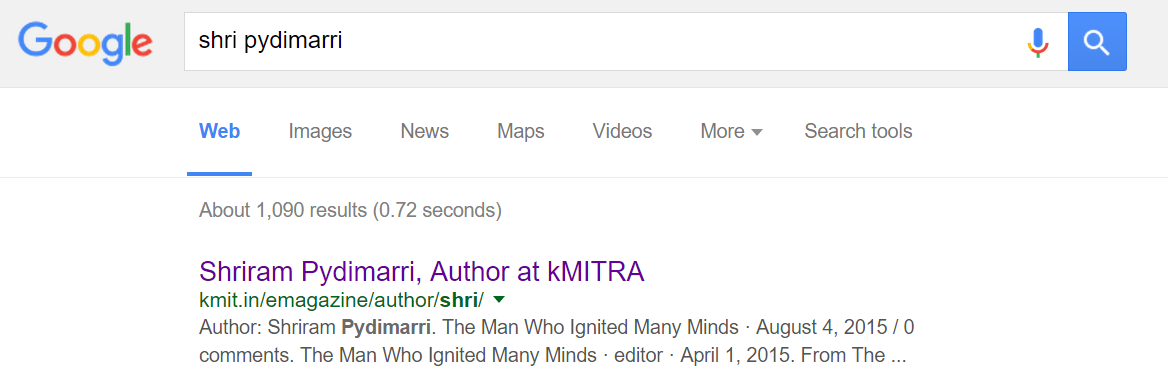 Google shri pydimarri
Web Images News Maps Videos More Search tools
About 1,090 results (0.72 seconds)
Shriram Pydimarri, Author at kMITRA
kmit.in/emagazine/author/shri/
Author: Shriram Pydimarri. The Man Who Ignited Many Minds · August 4, 2015 / 0
comments. The Man Who Ignited Many Minds · editor · April 1, 2015. From The ...